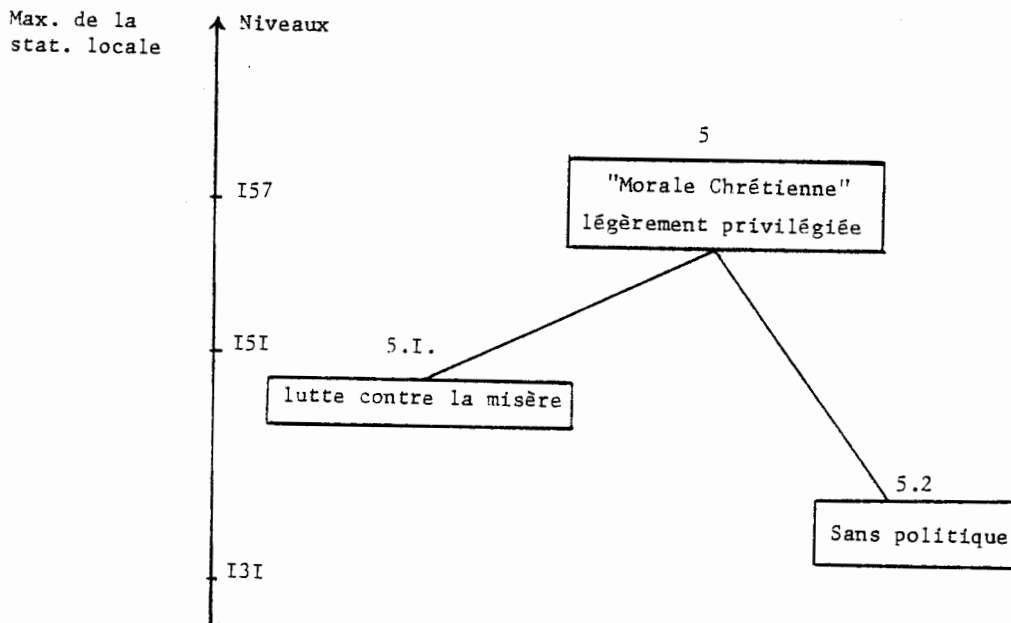 Max. de la
stat. locale
Niveaux
5
I57
"Morale Chrétienne"
légèrement privilégiée
I5I
5.I.
lutte contre la misère
5.2
Sans politique
I3I